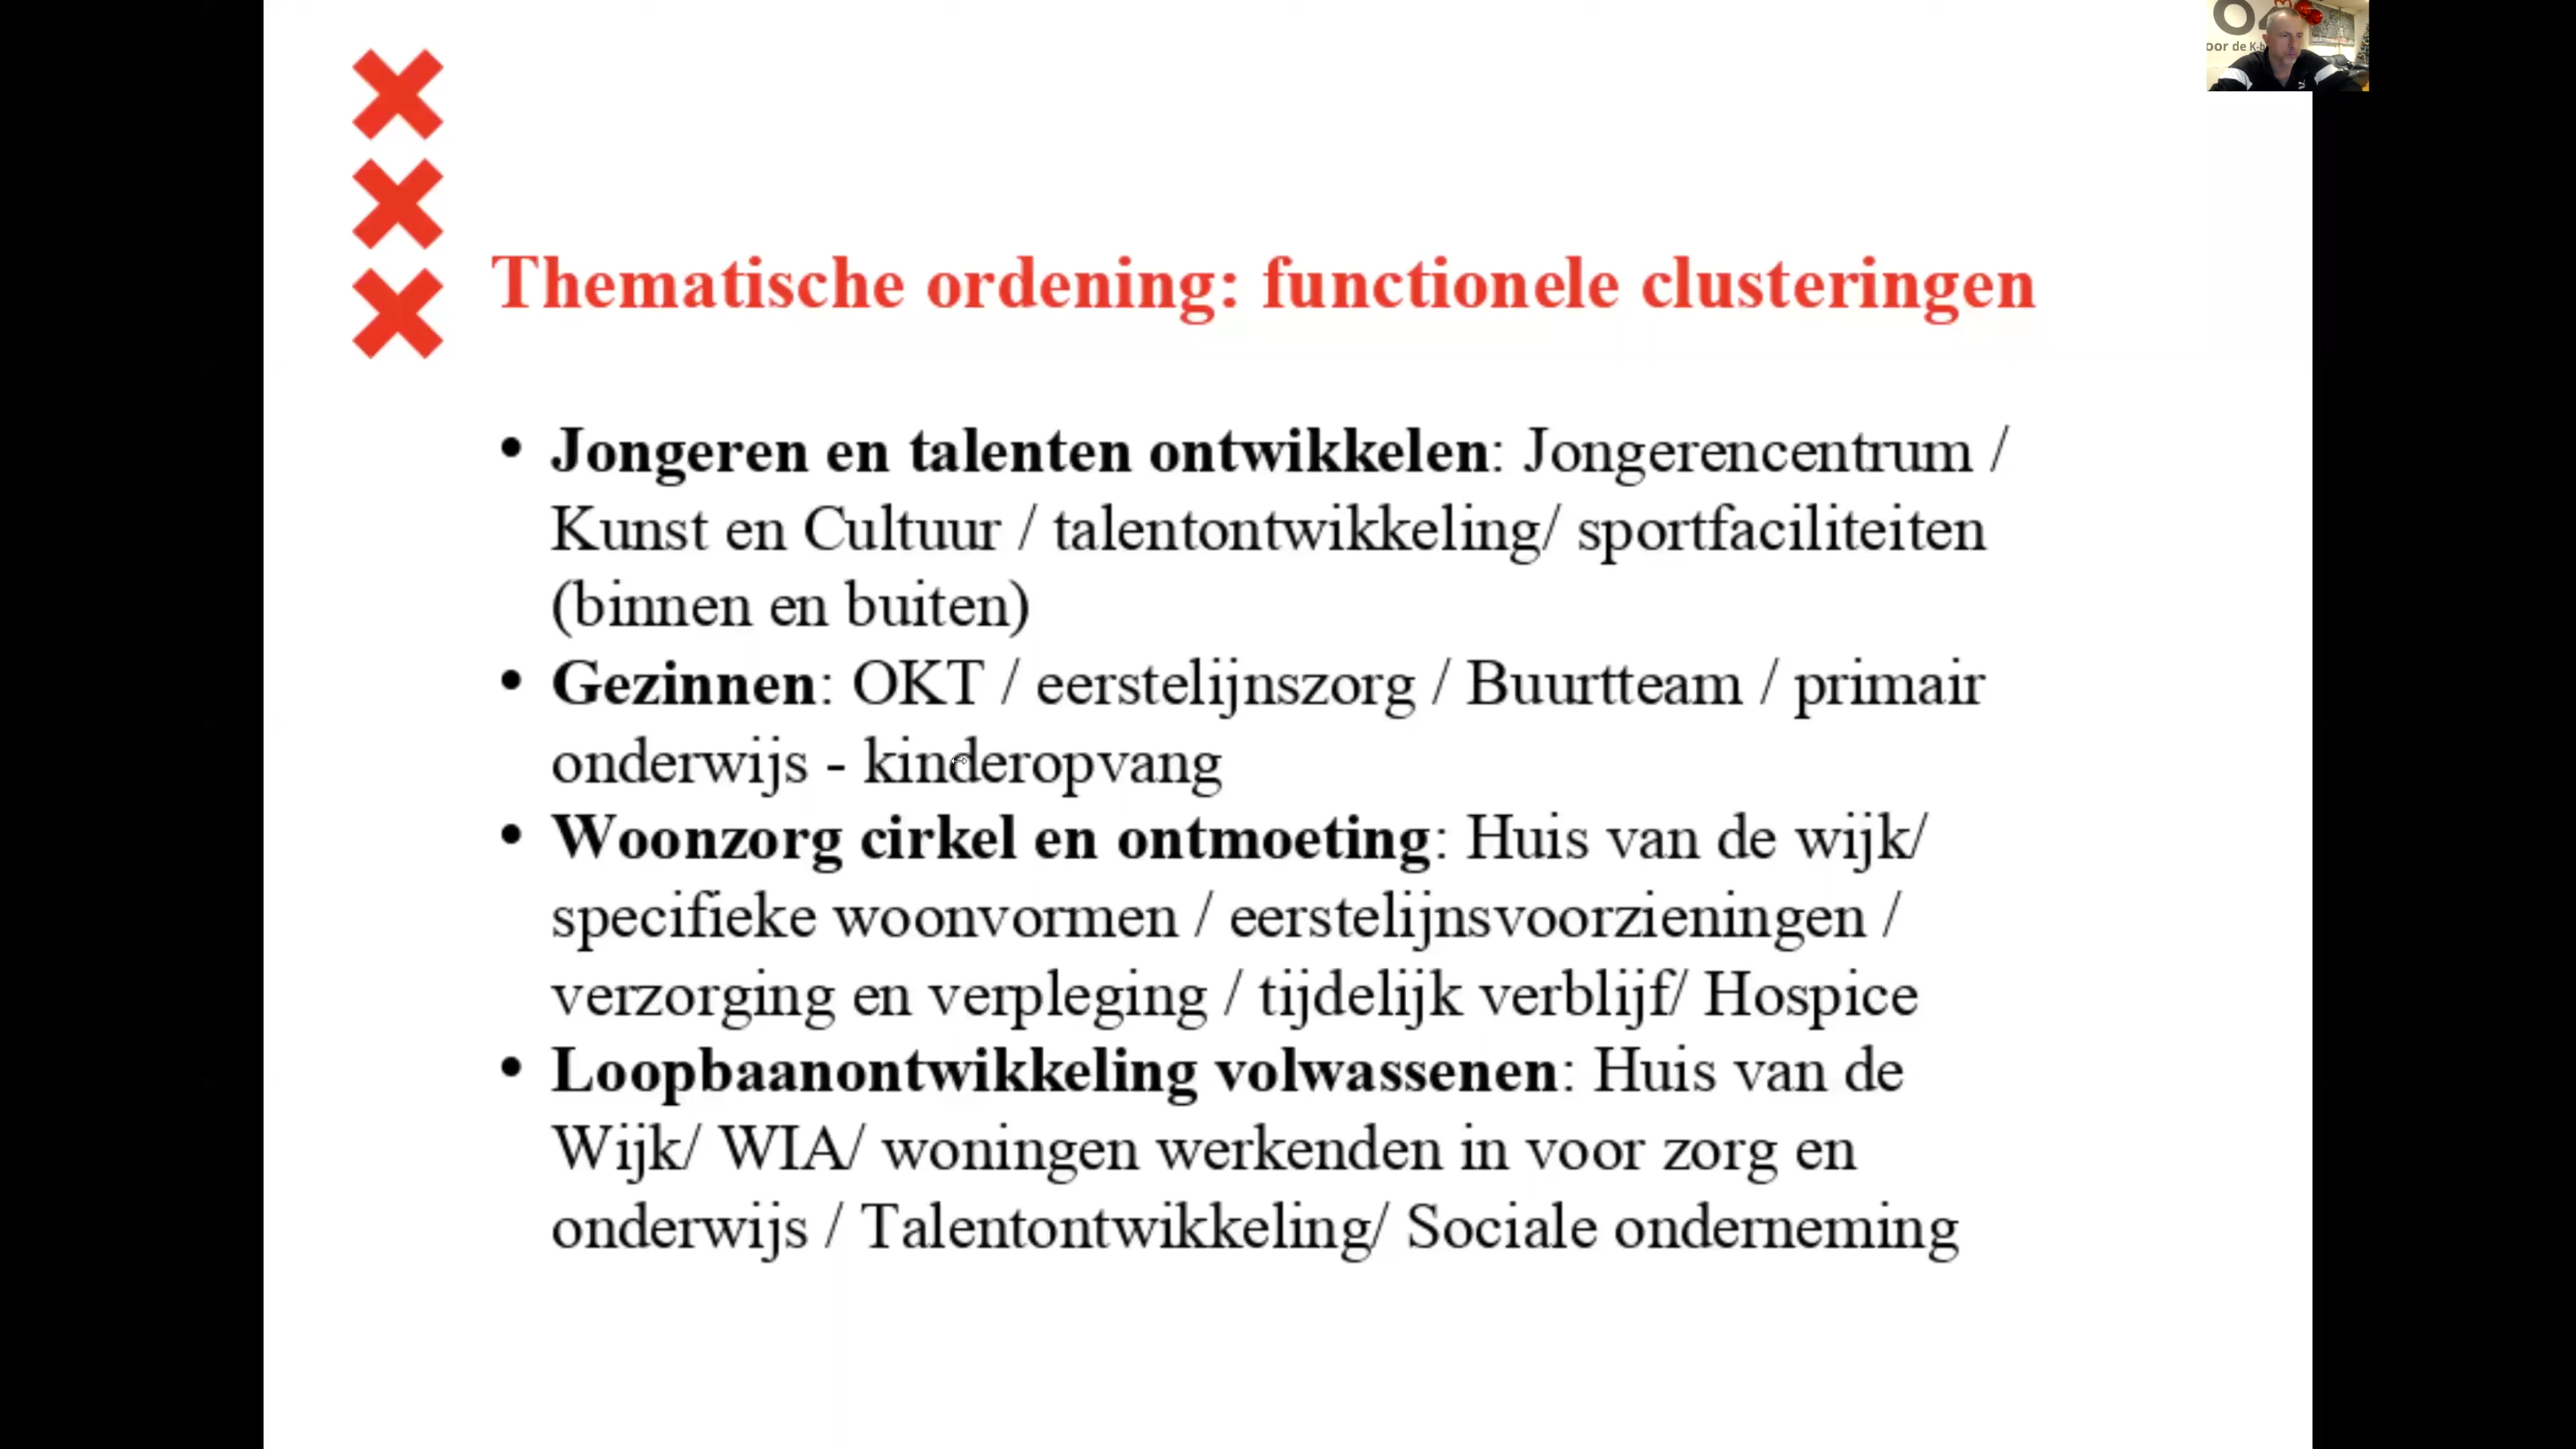 Thematische ordening: functionele clusteringen
• Jongeren en talenten ontwikkelen: Jongerencentrum /
Kunst en Cultuur / talentontwikkeling/ sportfaciliteiten
(binnen en buiten)
• Gezinnen: OKT / eerstelijnszorg / Buurtteam / primair
onderwijs - kinderopvang
• Woonzorg cirkel en ontmoeting: Huis van de wijk/
specifieke woonvormen / eerstelijnsvoorzieningen /
verzorging en verpleging / tijdelijk verblijf/ Hospice
• Loopbaanontwikkeling volwassenen: Huis van de
Wijk/ WIA/ woningen werkenden in voor zorg en
onderwijs / Talentontwikkeling/ Sociale onderneming
oor de K-b